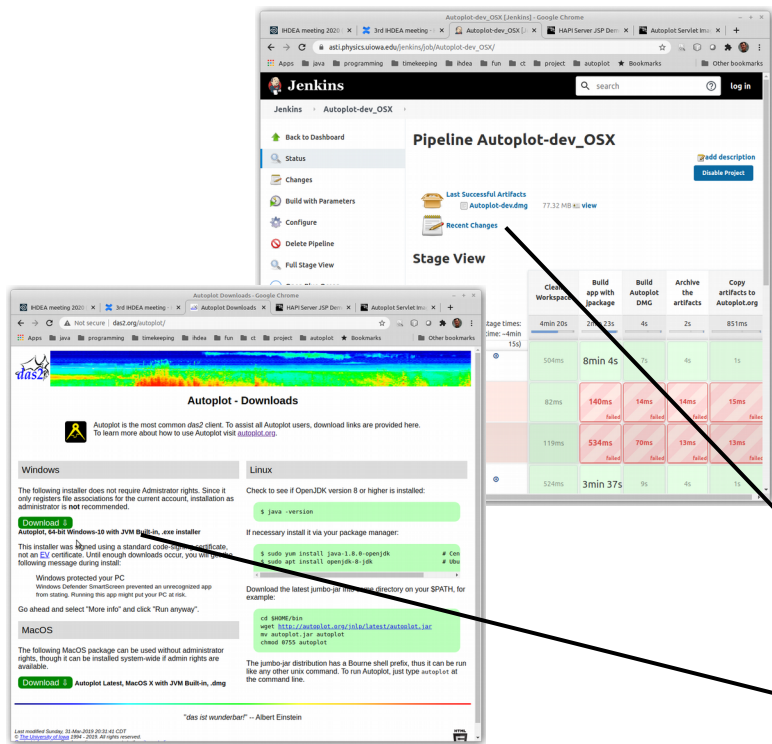 Autoplot-dev_OSX [Jenkins] - Google Chrome
IHDEA meeting 2020
3rd IHDEA meeting -
Autoplot-dev_OSX [J
HAPI Server JSP Dem
Autoplot Servlet Ima
asti.physics.uiowa.edu/jenkins/job/Autoplot-dev_OSX/
Apps java programming timekeeping ihdea fun ct project autoplot Bookmarks Other bookmarks
Jenkins
search
log in
Jenkins Autoplot-dev_OSX
Back to Dashboard
Status
Changes
Build with Parameters
Configure
Delete Pipeline
Full Stage View
Pipeline Autoplot-dev_OSX
add description
Disable Project
Last Successful Artifacts
Autoplot-dev.dmg 77.32 MB view
Recent Changes
Stage View
Clean Workspace
Build app with jpackage
Build Autoplot DMG
Archive the artifacts
Copy artifacts to Autoplot.org
stage times:
time: ~4min
15s)
4min 20s 2min 23s 4s 2s 851ms
504ms 8min 4s 7s 4s 1s
82ms 140ms 14ms 14ms 15ms
failed failed failed failed
119ms 534ms 70ms 13ms 13ms
failed failed failed failed
524ms 3min 37s 9s 4s 1s
Autoplot Downloads - Google Chrome
IHDEA meeting 2020
3rd IHDEA meeting -
Autoplot Downloads
HAPI Server JSP Dem
Autoplot Servlet Ima
Not secure | das2.org/autoplot/
Apps java programming timekeeping ihdea fun ct project autoplot Bookmarks Other bookmarks
das2
Autoplot - Downloads
Autoplot is the most common das2 client. To assist all Autoplot users, download links are provided here.
To learn more about how to use Autoplot visit autoplot.org.
Windows
The following installer does not require Admistrator rights. Since it
only registers file associations for the current account, installation as
administrator is not recommended.
Download ⇩
Autoplot, 64-bit Windows-10 with JVM Built-in, .exe installer
This installer was signed using a standard code-signing certificate,
not an EV certificate. Until enough downloads occur, you will get the
following message during install:
Windows protected your PC
Windows Defender SmartScreen prevented an unrecognized app
from stating. Running this app might put your PC at risk.
Go ahead and select "More info" and click "Run anyway".
MacOS
The following MacOS package can be used without administrator
rights, though it can be installed system-wide if admin rights are
available.
Download ⇩ Autoplot Latest, MacOS X with JVM Built-in, .dmg
Linux
Check to see if OpenJDK version 8 or higher is installed:
$ java -version
If necessary install it via your package manager:
$ sudo yum install java-1.8.0-openjdk # Cen
$ sudo apt install openjdk-8-jdk # Ubu
Download the latest jumbo-jar into some directory on your $PATH, for
example:
cd $HOME/bin
wget http://autoplot.org/jnlp/latest/autoplot.jar
mv autoplot.jar autoplot
chmod 0755 autoplot
The jumbo-jar distribution has a Bourne shell prefix, thus it can be run
like any other unix command. To run Autoplot, just type autoplot at
the command line.
"das ist wunderbar!" -- Albert Einstein
Last modified Sunday, 31-Mar-2019 20:31:41 CDT
© The University of Iowa 1994 - 2019. All rights reserved.
HTML